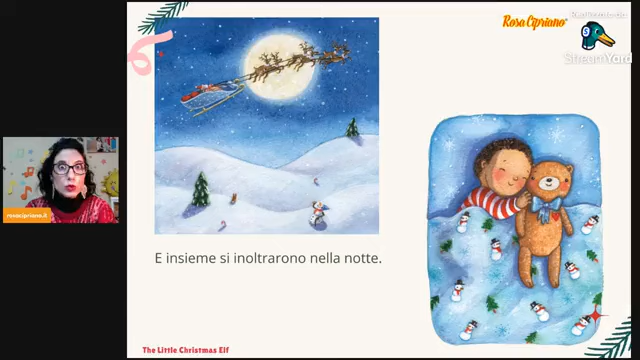 Rosa Cipriano
StreamYard
rosacipriano.it
E insieme si inoltrarono nella notte.
The Little Christmas Elf